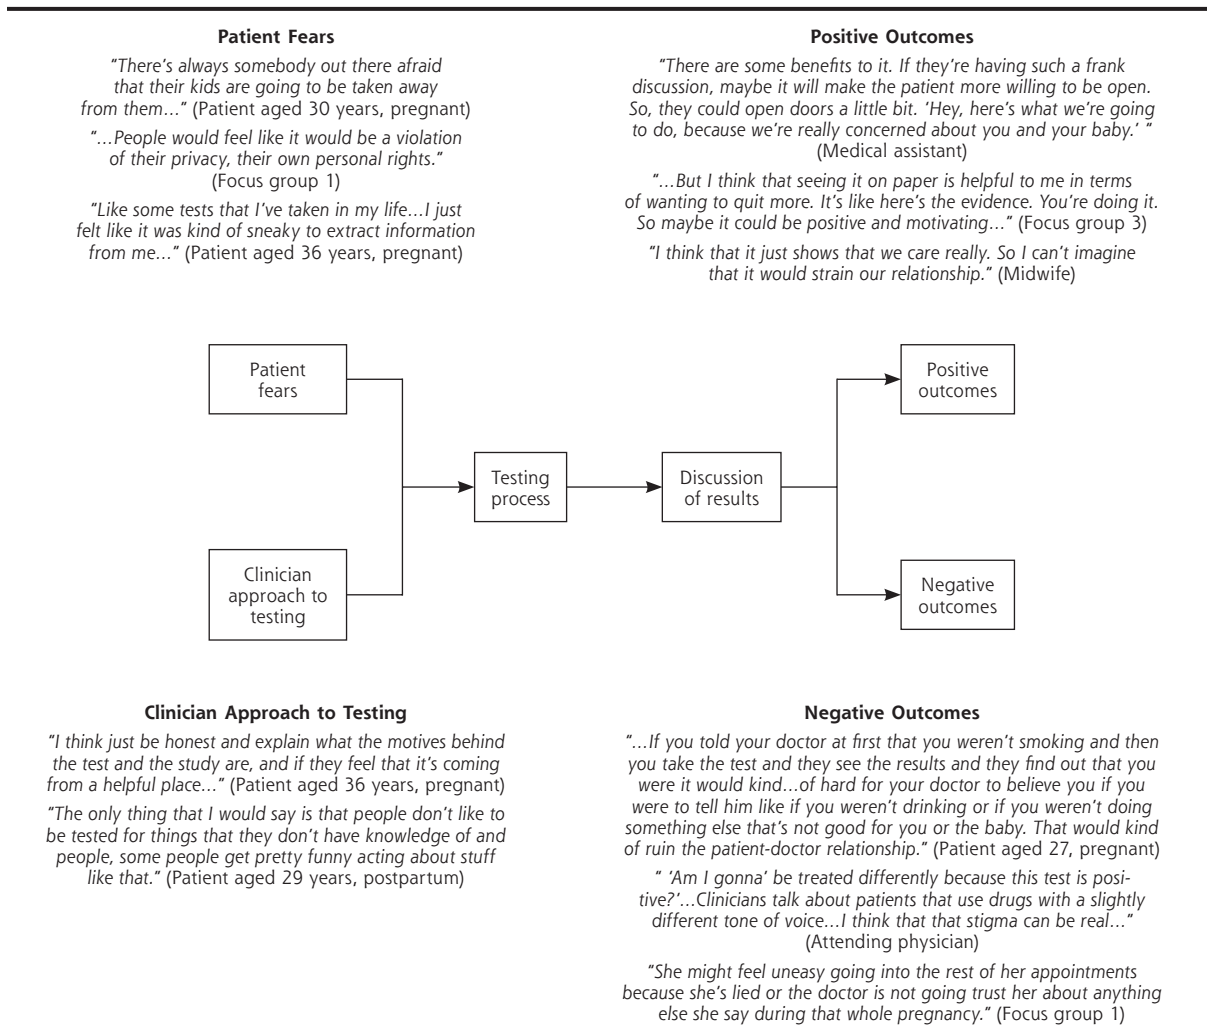 Patient Fears
"There's always somebody out there afraid
that their kids are going to be taken away
from them…" (Patient aged 30 years, pregnant)
"…People would feel like it would be a violation
of their privacy, their own personal rights."
(Focus group 1)
"Like some tests that I've taken in my life…I just
felt like it was kind of sneaky to extract information
from me…" (Patient aged 36 years, pregnant)
Positive Outcomes
"There are some benefits to it. If they're having such a frank
discussion, maybe it will make the patient more willing to be open.
So, they could open doors a little bit. 'Hey, here's what we're going
to do, because we're really concerned about you and your baby.' "
(Medical assistant)
"…But I think that seeing it on paper is helpful to me in terms
of wanting to quit more. It's like here's the evidence. You're doing it.
So maybe it could be positive and motivating…" (Focus group 3)
"I think that it just shows that we care really. So I can't imagine
that it would strain our relationship." (Midwife)
Patient
fears
Clinician
approach to
testing
Testing
process
Discussion
of results
Positive
outcomes
Negative
outcomes
Clinician Approach to Testing
"I think just be honest and explain what the motives behind
the test and the study are, and if they feel that it's coming
from a helpful place…" (Patient aged 36 years, pregnant)
"The only thing that I would say is that people don't like to
be tested for things that they don't have knowledge of and
people, some people get pretty funny acting about stuff
like that." (Patient aged 29 years, postpartum)
Negative Outcomes
"…If you told your doctor at first that you weren't smoking and then
you take the test and they see the results and they find out that you
were it would kind…of hard for your doctor to believe you if you
were to tell him like if you weren't drinking or if you weren't doing
something else that's not good for you or the baby. That would kind
of ruin the patient-doctor relationship." (Patient aged 27, pregnant)
" 'Am I gonna' be treated differently because this test is posi-
tive?'…Clinicians talk about patients that use drugs with a slightly
different tone of voice…I think that that stigma can be real…"
(Attending physician)
"She might feel uneasy going into the rest of her appointments
because she's lied or the doctor is not going trust her about anything
else she say during that whole pregnancy." (Focus group 1)